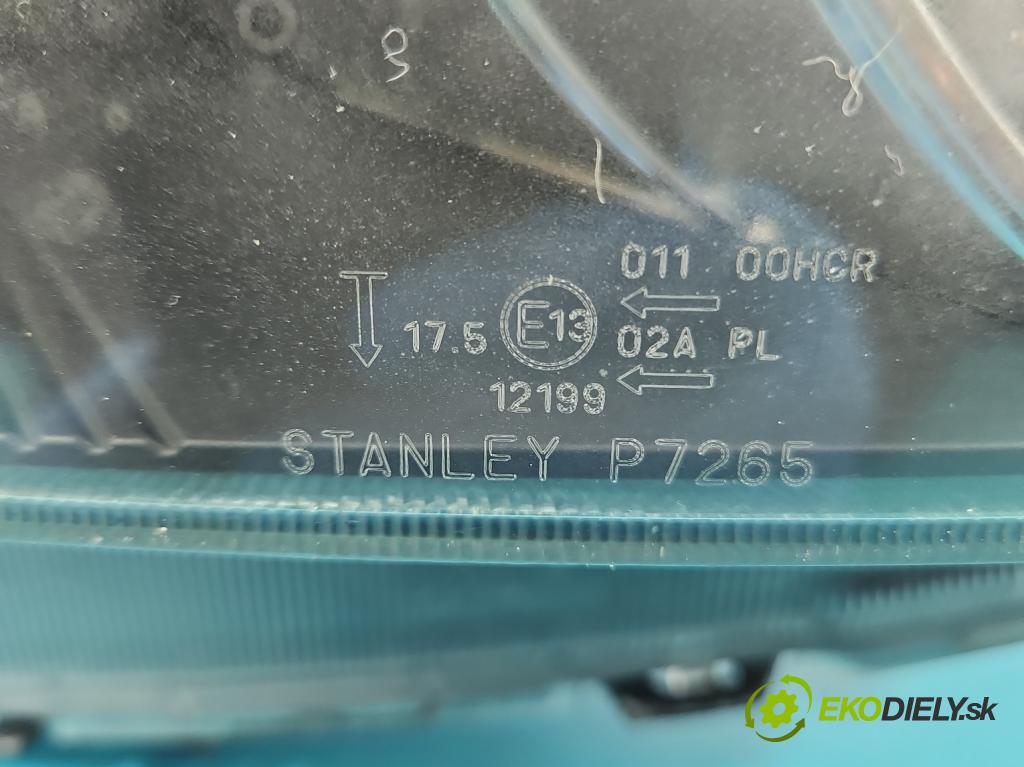 011 00HCR
17.5 E13 02A PL
12199
STANLEY P7265
EKODIELY.sk